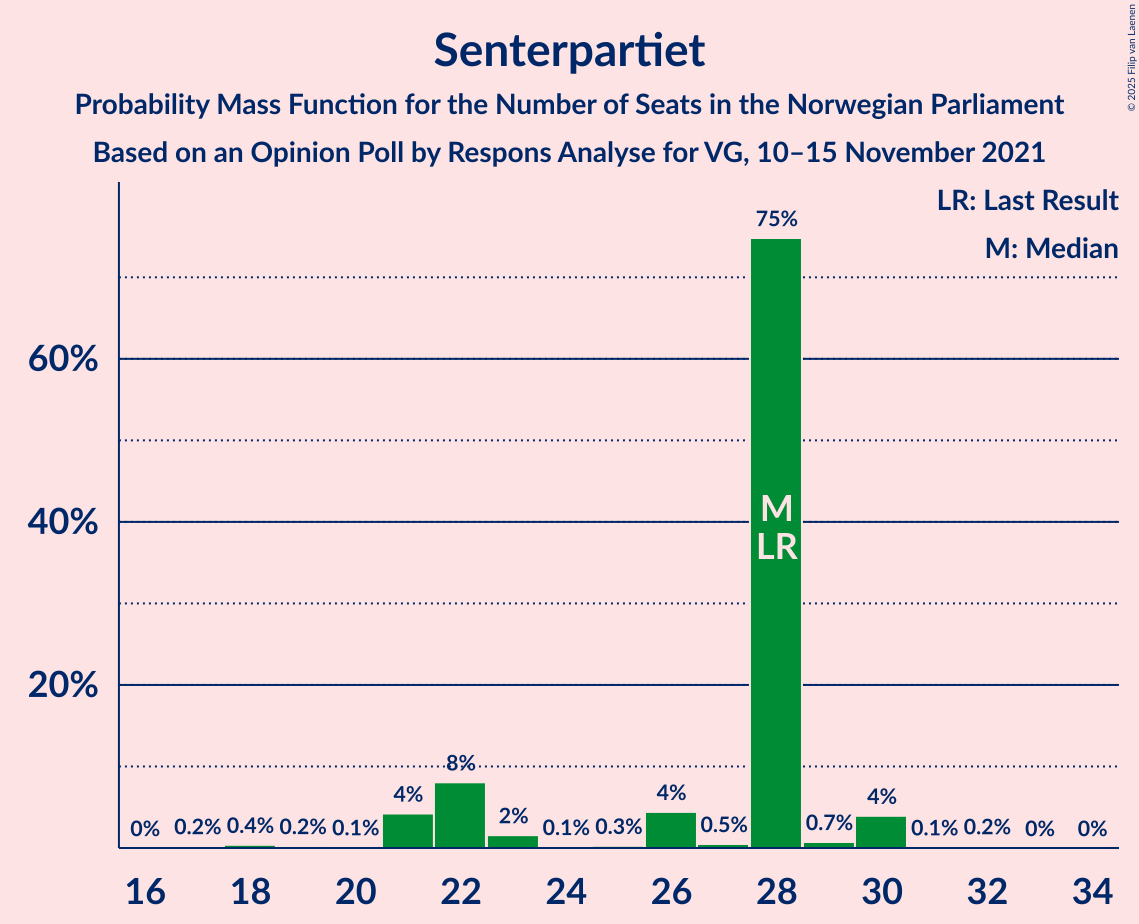 Senterpartiet
Probability Mass Function for the Number of Seats in the Norwegian Parliament
Based on an Opinion Poll by Respons Analyse for VG, 10–15 November 2021
© 2025 Filip van Laenen
LR: Last Result
M: Median
60%
40%
20%
0%
0.2%
0.4%
0.2%
0.1%
4%
8%
2%
0.1%
0.3%
4%
0.5%
75%
M
LR
0.7%
4%
0.1%
0.2%
0%
0%
16 18 20 22 24 26 28 30 32 34